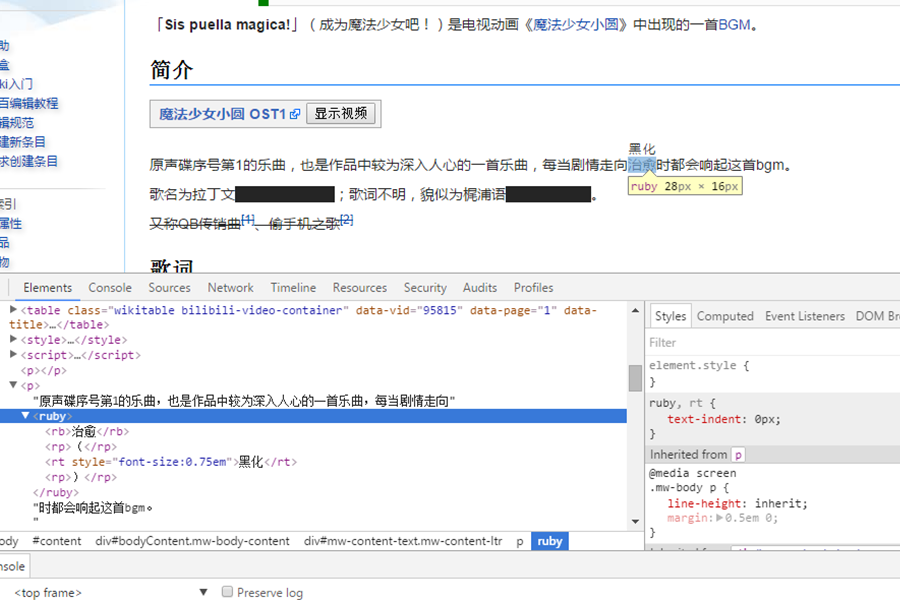 「Sis puella magica!」（成为魔法少女吧！）是电视动画《魔法少女小圆》中出现的一首BGM。
助
盒
ki入门
百编辑教程
编辑规范
建新条目
求创建条目
索引
属性
品
物
简介
魔法少女小圆 OST1 显示视频
黑化
原声碟序号第1的乐曲，也是作品中较为深入人心的一首乐曲，每当剧情走向治愈时都会响起这首bgm。
ruby 28px × 16px
歌名为拉丁文；歌词不明，貌似为梶浦语。
又称QB传销曲[1]、偷手机之歌[2]
歌词
Elements Console Sources Network Timeline Resources Security Audits Profiles
<table class="wikitable bilibili-video-container" data-vid="95815" data-page="1" data-
title>…</table>
<style>…</style>
<script>…</script>
<p></p>
<p>
"原声碟序号第1的乐曲，也是作品中较为深入人心的一首乐曲，每当剧情走向"
<ruby>
<rb>治愈</rb>
<rp>（</rp>
<rt style="font-size:0.75em">黑化</rt>
<rp>）</rp>
</ruby>
"时都会响起这首bgm。
"
ody #content div#bodyContent.mw-body-content div#mw-content-text.mw-content-ltr p ruby
Styles Computed Event Listeners DOM Br
Filter
element.style {
}
ruby, rt {
text-indent: 0px;
}
Inherited from p
@media screen
.mw-body p {
line-height: inherit;
margin: 0.5em 0;
}
nsole
<top frame> Preserve log